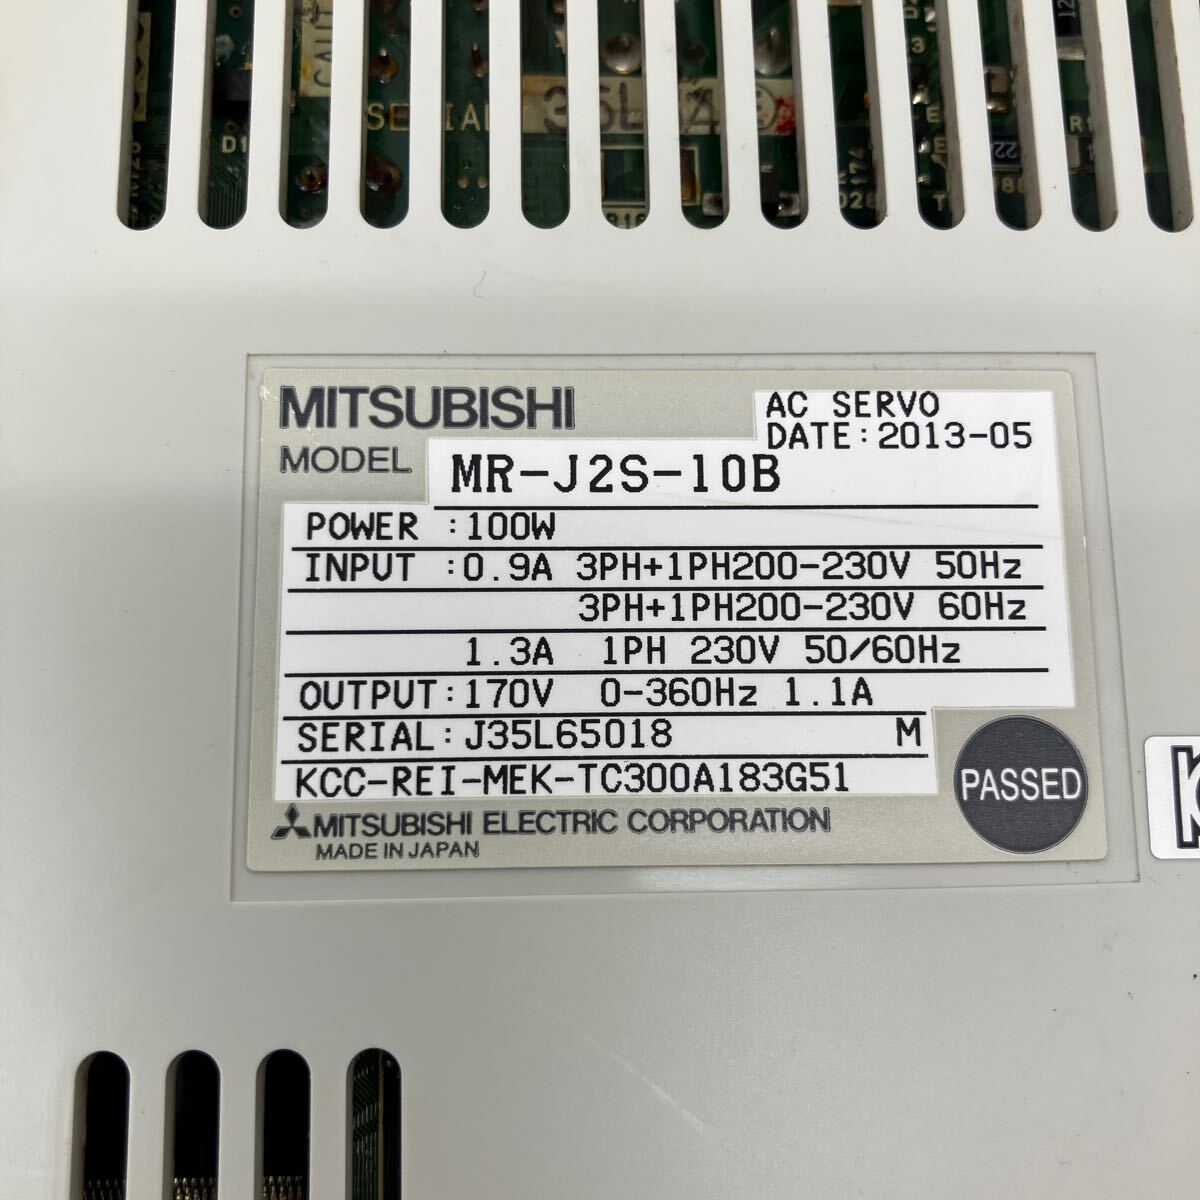 SERIAL
D1
MITSUBISHI
AC SERVO
DATE:2013-05
MODEL MR-J2S-10B
POWER :100W
INPUT :0.9A 3PH+1PH200-230V 50Hz
3PH+1PH200-230V 60Hz
1.3A 1PH 230V 50/60Hz
OUTPUT:170V 0-360Hz 1.1A
SERIAL:J35L65018 M
KCC-REI-MEK-TC300A183G51
PASSED
MITSUBISHI ELECTRIC CORPORATION
MADE IN JAPAN